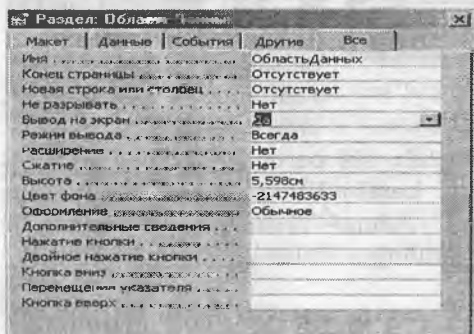 Раздел: Область Данных
Макет Данные События Другие Все
Имя ОбластьДанных
Конец страницы Отсутствует
Новая строка или столбец Отсутствует
Не разрывать Нет
Вывод на экран Да
Режим вывода Всегда
Расширение Нет
Сжатие Нет
Высота 5,598см
Цвет фона -2147483633
Оформление Обычное
Дополнительные сведения
Нажатие кнопки
Двойное нажатие кнопки
Кнопка вниз
Перемещение указателя
Кнопка вверх